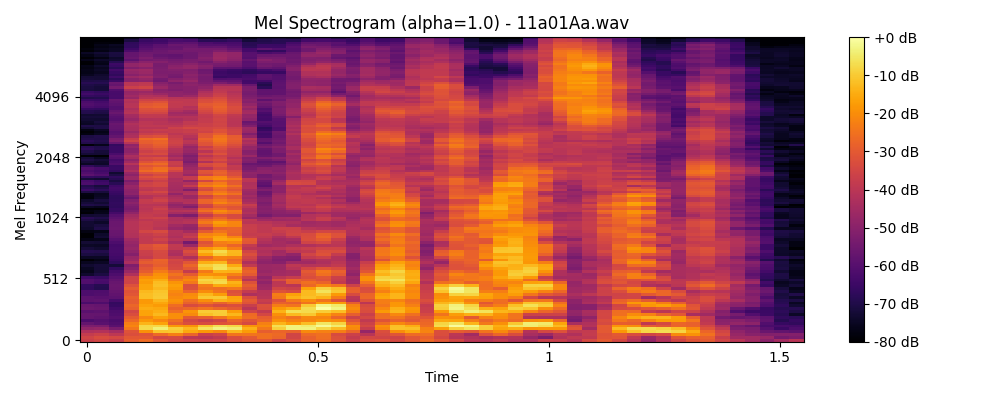 Mel Spectrogram (alpha=1.0) - 11a01Aa.wav
Mel Frequency
4096
2048
1024
512
0
0
0.5
1
1.5
Time
+0 dB
-10 dB
-20 dB
-30 dB
-40 dB
-50 dB
-60 dB
-70 dB
-80 dB